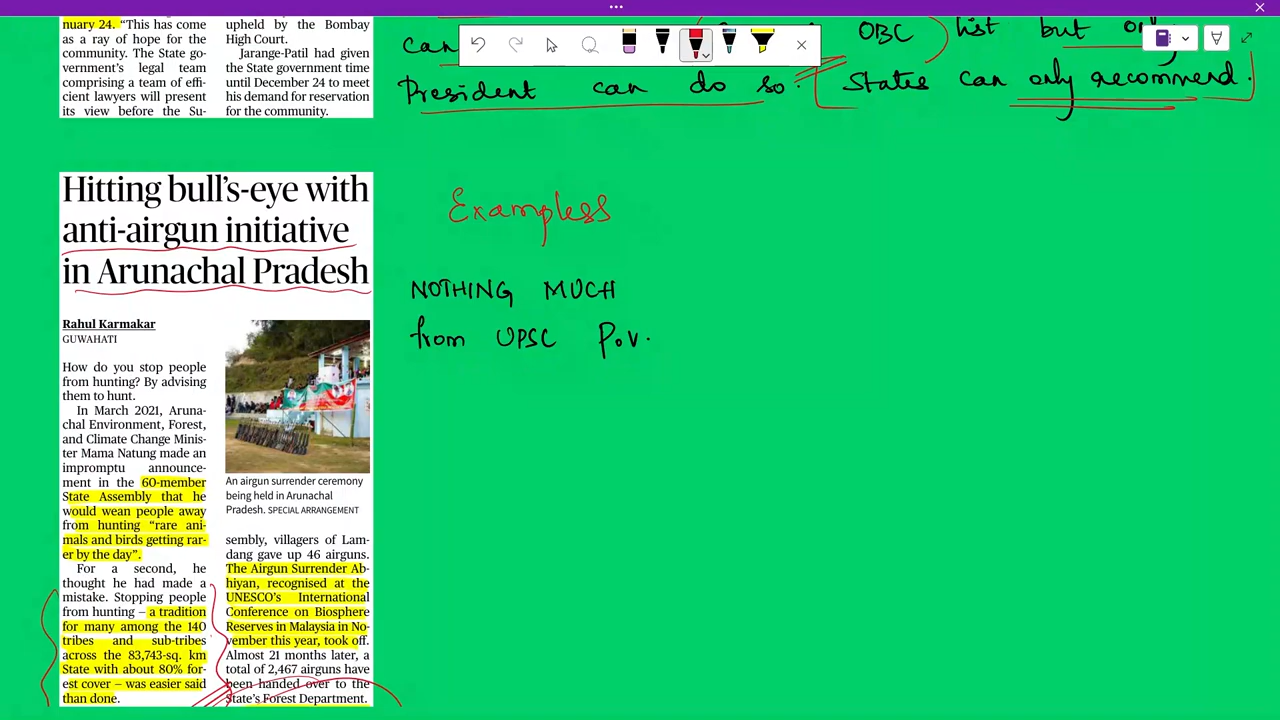 nuary 24. “This has come
as a ray of hope for the
community. The State go-
vernment’s legal team
comprising a team of effi-
cient lawyers will present
its view before the Su-
upheld by the Bombay
High Court.
Jarange-Patil had given
the State government time
until December 24 to meet
his demand for reservation
for the community.
can
OBC list but only
President can do so.
States can only recommend.
Hitting bull’s-eye with
anti-airgun initiative
in Arunachal Pradesh
Rahul Karmakar
GUWAHATI
How do you stop people
from hunting? By advising
them to hunt.
In March 2021, Aruna-
chal Environment, Forest,
and Climate Change Minis-
ter Mama Natung made an
impromptu announce-
ment in the 60-member
State Assembly that he
would wean people away
from hunting “rare ani-
mals and birds getting rar-
er by the day”.
For a second, he
thought he had made a
mistake. Stopping people
from hunting – a tradition
for many among the 140
tribes and sub-tribes
across the 83,743-sq. km
State with about 80% for-
est cover – was easier said
than done.
An airgun surrender ceremony
being held in Arunachal
Pradesh. SPECIAL ARRANGEMENT
sembly, villagers of Lam-
dang gave up 46 airguns.
The Airgun Surrender Ab-
hiyan, recognised at the
UNESCO’s International
Conference on Biosphere
Reserves in Malaysia in No-
vember this year, took off.
Almost 21 months later, a
total of 2,467 airguns have
been handed over to the
State’s Forest Department.
Exampless
NOTHING MUCH
from UPSC P.o.v.